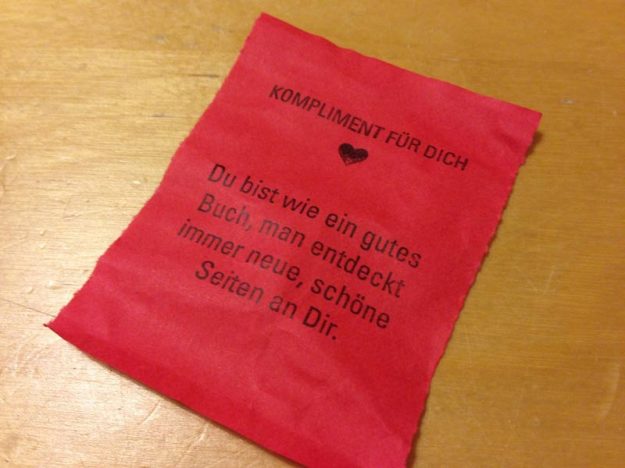 KOMPLIMENT FÜR DICH
Du bist wie ein gutes
Buch, man entdeckt
immer neue, schöne
Seiten an Dir.